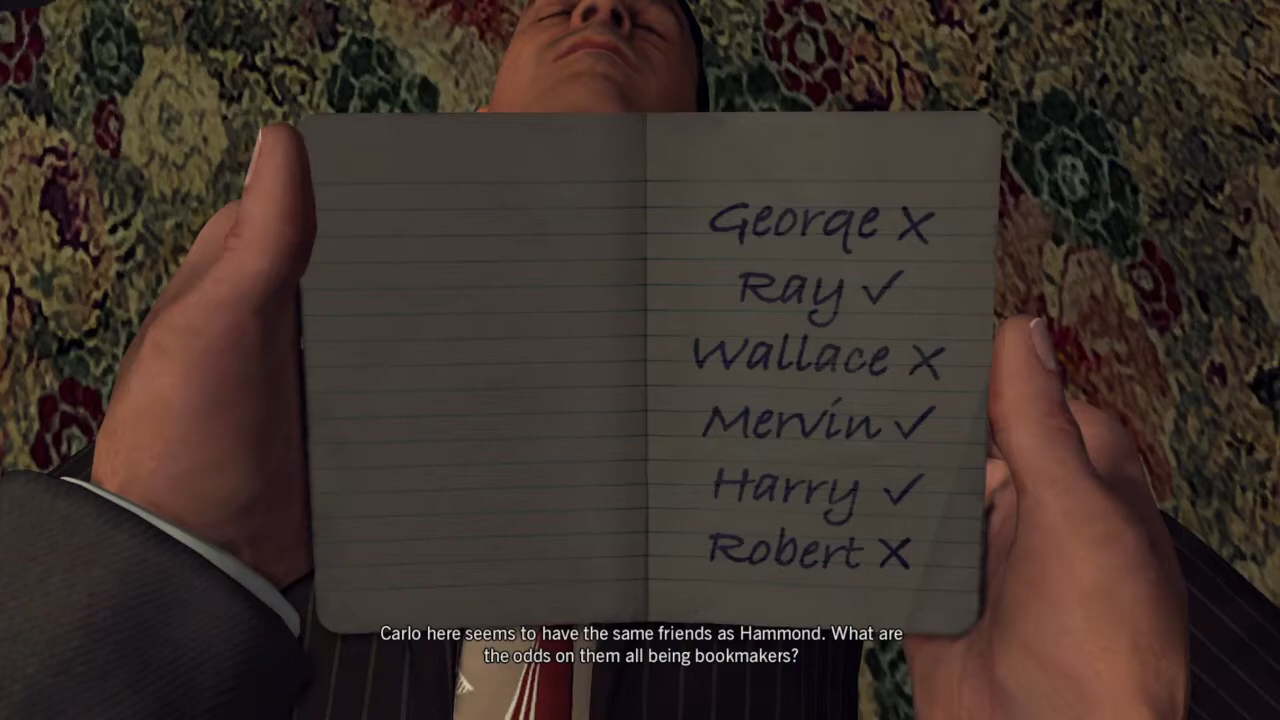 George X
Ray ✓
Wallace X
Mervin ✓
Harry ✓
Robert X
Carlo here seems to have the same friends as Hammond. What are
the odds on them all being bookmakers?